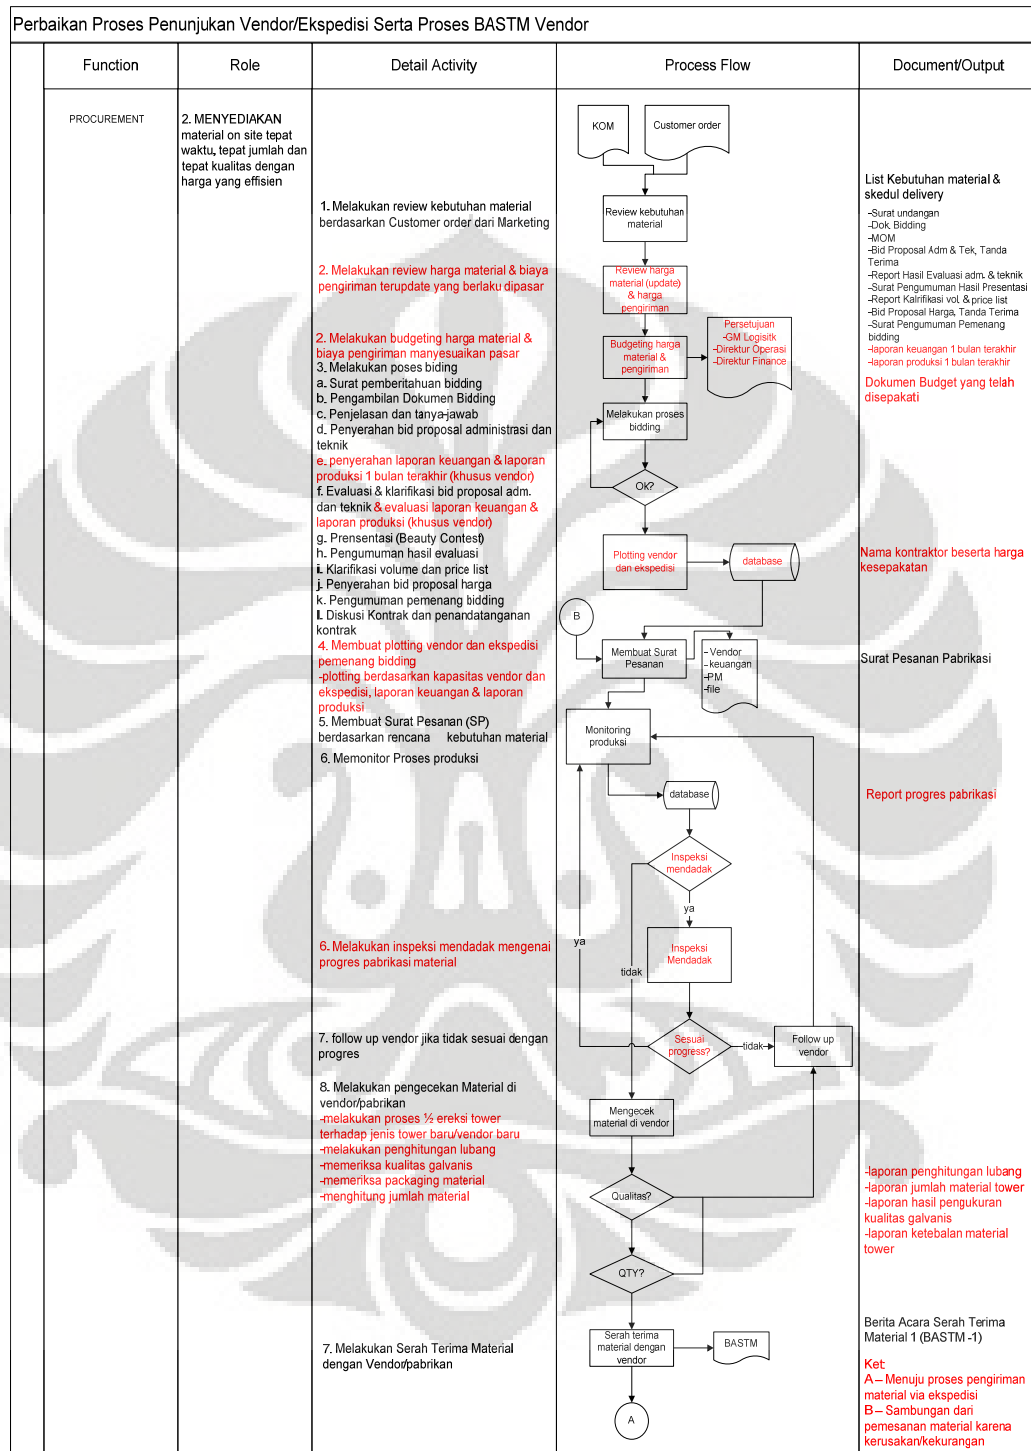 Perbaikan Proses Penunjukan Vendor/Ekspedisi Serta Proses BASTM Vendor
Function
Role
Detail Activity
Process Flow
Document/Output
PROCUREMENT
2. MENYEDIAKAN
material on site tepat
waktu, tepat jumlah dan
tepat kualitas dengan
harga yang effisien
1. Melakukan review kebutuhan material
berdasarkan Customer order dari Marketing
2. Melakukan review harga material & biaya
pengiriman terupdate yang berlaku dipasar
2. Melakukan budgeting harga material &
biaya pengiriman manyesuaikan pasar
3. Melakukan poses biding
a. Surat pemberitahuan bidding
b. Pengambilan Dokumen Bidding
c. Penjelasan dan tanya-jawab
d. Penyerahan bid proposal administrasi dan
teknik
e. penyerahan laporan keuangan & laporan
produksi 1 bulan terakhir (khusus vendor)
f. Evaluasi & klarifikasi bid proposal adm.
dan teknik & evaluasi laporan keuangan &
laporan produksi (khusus vendor)
g. Prensentasi (Beauty Contest)
h. Pengumuman hasil evaluasi
i. Klarifikasi volume dan price list
j. Penyerahan bid proposal harga
k. Pengumuman pemenang bidding
l. Diskusi Kontrak dan penandatanganan
kontrak
4. Membuat plotting vendor dan ekspedisi
pemenang bidding
-plotting berdasarkan kapasitas vendor dan
ekspedisi, laporan keuangan & laporan
produksi
5. Membuat Surat Pesanan (SP)
berdasarkan rencana kebutuhan material
6. Memonitor Proses produksi
6. Melakukan inspeksi mendadak mengenai
progres pabrikasi material
7. follow up vendor jika tidak sesuai dengan
progres
8. Melakukan pengecekan Material di
vendor/pabrikan
-melakukan proses ½ ereksi tower
terhadap jenis tower baru/vendor baru
-melakukan penghitungan lubang
-memeriksa kualitas galvanis
-memeriksa packaging material
-menghitung jumlah material
7. Melakukan Serah Terima Material
dengan Vendor/pabrikan
KOM
Customer order
Review kebutuhan
material
Review harga
material (update)
& harga
pengiriman
Budgeting harga
material &
pengiriman
Persetujuan
-GM Logisitk
-Direktur Operasi
-Direktur Finance
Melakukan proses
bidding
OK?
Plotting vendor
dan ekspedisi
database
B
Membuat Surat
Pesanan
- Vendor
- keuangan
-PM
-file
Monitoring
produksi
database
Inspeksi
mendadak
ya
ya
Inspeksi
Mendadak
tidak
Sesuai
progress?
tidak
Follow up
vendor
Mengecek
material di vendor
Qualitas?
QTY?
Serah terima
material dengan
vendor
BASTM
A
List Kebutuhan material &
skedul delivery
-Surat undangan
-Dok. Bidding
-MOM
-Bid Proposal Adm & Tek, Tanda
Terima
-Report Hasil Evaluasi adm. & teknik
-Surat Pengumuman Hasil Presentasi
-Report Kalrifikasi vol. & price list
-Bid Proposal Harga, Tanda Terima
-Surat Pengumuman Pemenang
bidding
-laporan keuangan 1 bulan terakhir
-laporan produksi 1 bulan terakhir
Dokumen Budget yang telah
disepakati
Nama kontraktor beserta harga
kesepakatan
Surat Pesanan Pabrikasi
Report progres pabrikasi
-laporan penghitungan lubang
-laporan jumlah material tower
-laporan hasil pengukuran
kualitas galvanis
-laporan ketebalan material
tower
Berita Acara Serah Terima
Material 1 (BASTM -1)
Ket:
A – Menuju proses pengiriman
material via ekspedisi
B – Sambungan dari
pemesanan material karena
kerusakan/kekurangan